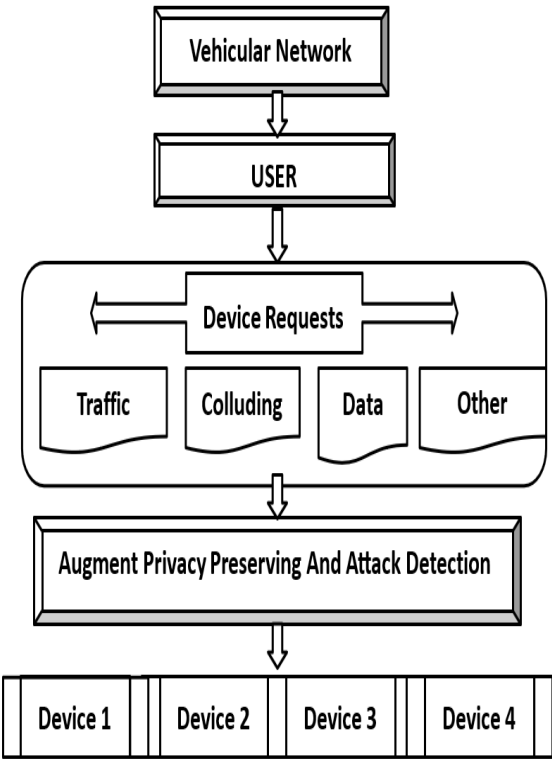 Vehicular Network
USER
Device Requests
Traffic
Colluding
Data
Other
Augment Privacy Preserving And Attack Detection
Device 1
Device 2
Device 3
Device 4